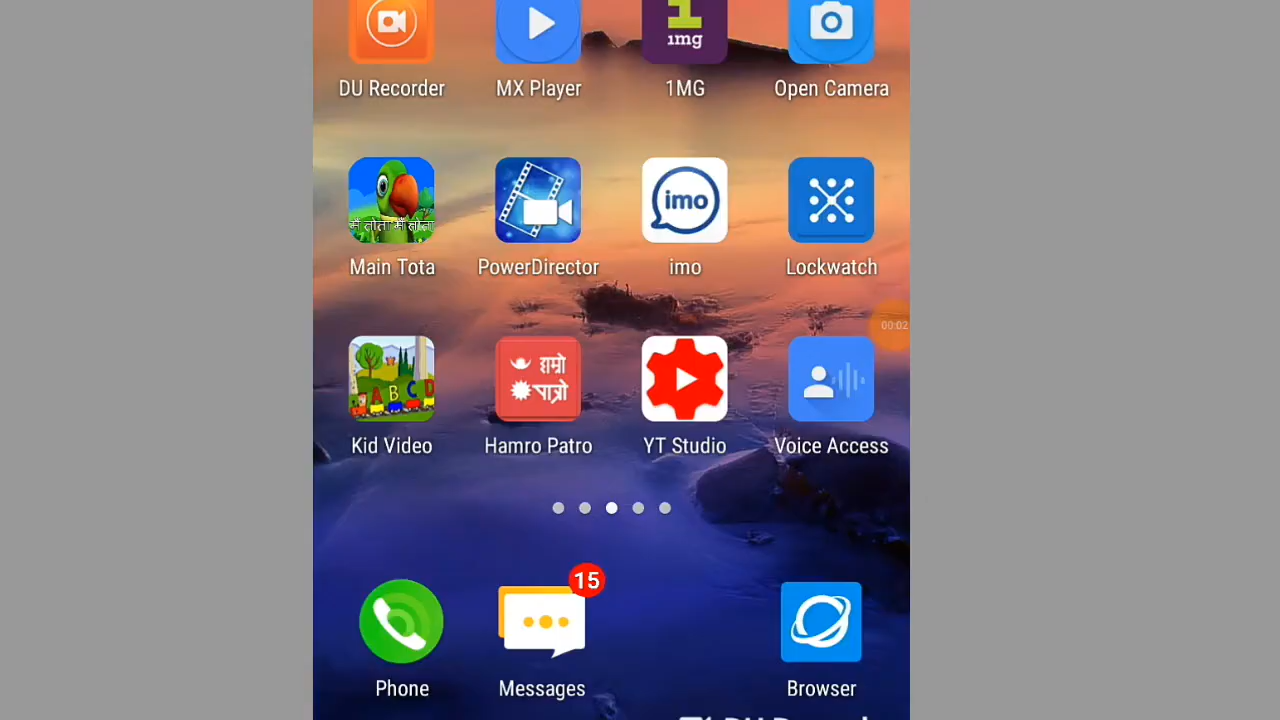 1mg
DU Recorder
MX Player
1MG
Open Camera
मैं तोता मैं तोता
imo
Main Tota
PowerDirector
imo
Lockwatch
00:02
A B C D
हाम्रो
पात्रो
Kid Video
Hamro Patro
YT Studio
Voice Access
15
Phone
Messages
Browser